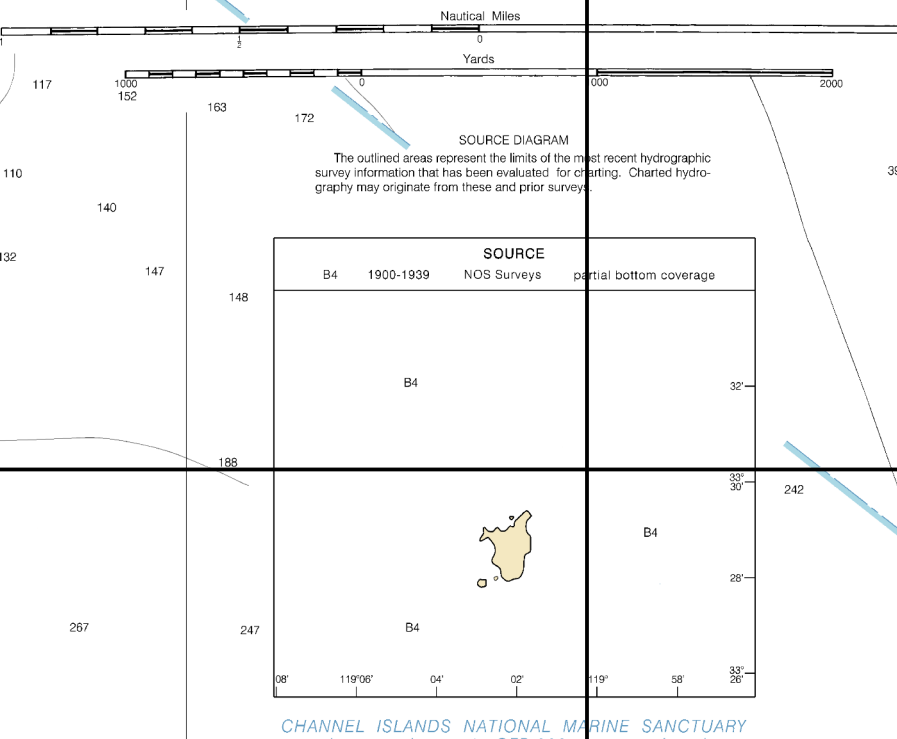 Nautical Miles
1 ½ 0
Yards
1000 0 000 2000
117
152
163
172
SOURCE DIAGRAM
The outlined areas represent the limits of the most recent hydrographic
survey information that has been evaluated for charting. Charted hydro-
graphy may originate from these and prior surveys.
110
39
140
132
147
148
SOURCE
B4 1900-1939 NOS Surveys partial bottom coverage
B4
32'
188
33°
30'
242
B4
28'
267
247
B4
33°
26'
08' 119°06' 04' 02' 119° 58'
CHANNEL ISLANDS NATIONAL MARINE SANCTUARY